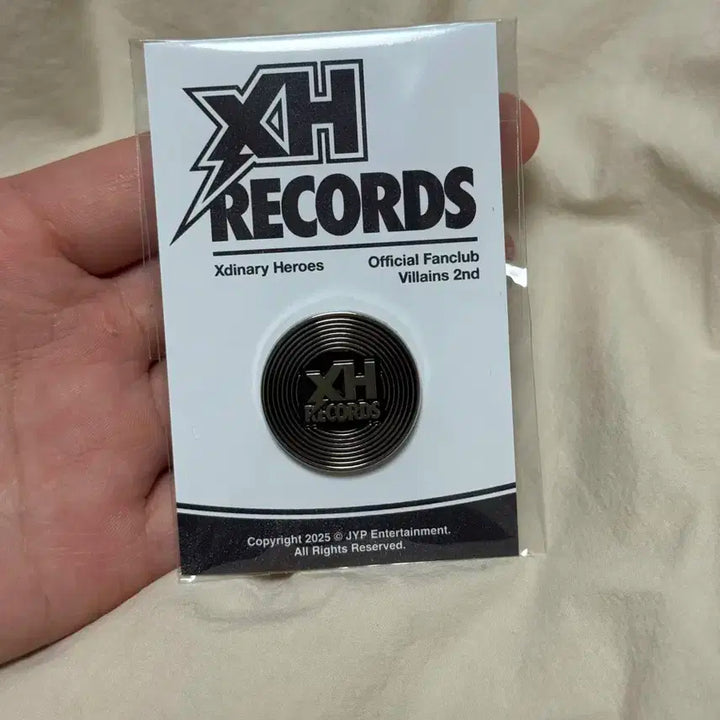 XH
RECORDS
Xdinary Heroes
Official Fanclub
Villains 2nd
XH
RECORDS
Copyright 2025 © JYP Entertainment.
All Rights Reserved.